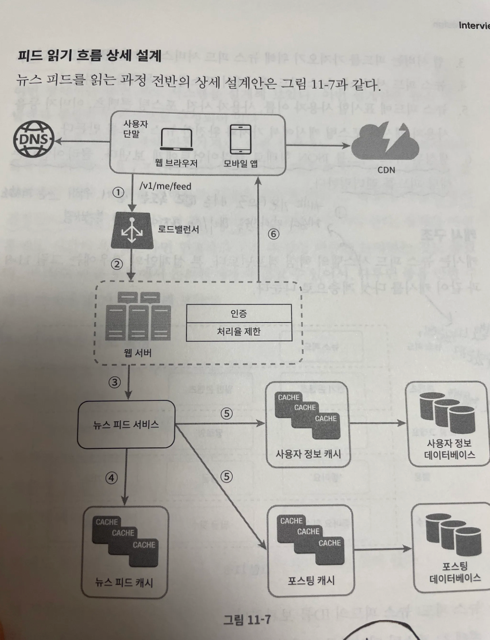 Intervie
피드 읽기 흐름 상세 설계
뉴스 피드를 읽는 과정 전반의 상세 설계안은 그림 11-7과 같다.
DNS
사용자
단말
웹 브라우저
모바일 앱
CDN
①
/v1/me/feed
로드밸런서
⑥
②
인증
처리율 제한
웹 서버
③
뉴스 피드 서비스
⑤
CACHE
CACHE
CACHE
사용자 정보 캐시
사용자 정보
데이터베이스
④
⑤
CACHE
CACHE
CACHE
뉴스 피드 캐시
CACHE
CACHE
CACHE
포스팅 캐시
포스팅
데이터베이스
그림 11-7